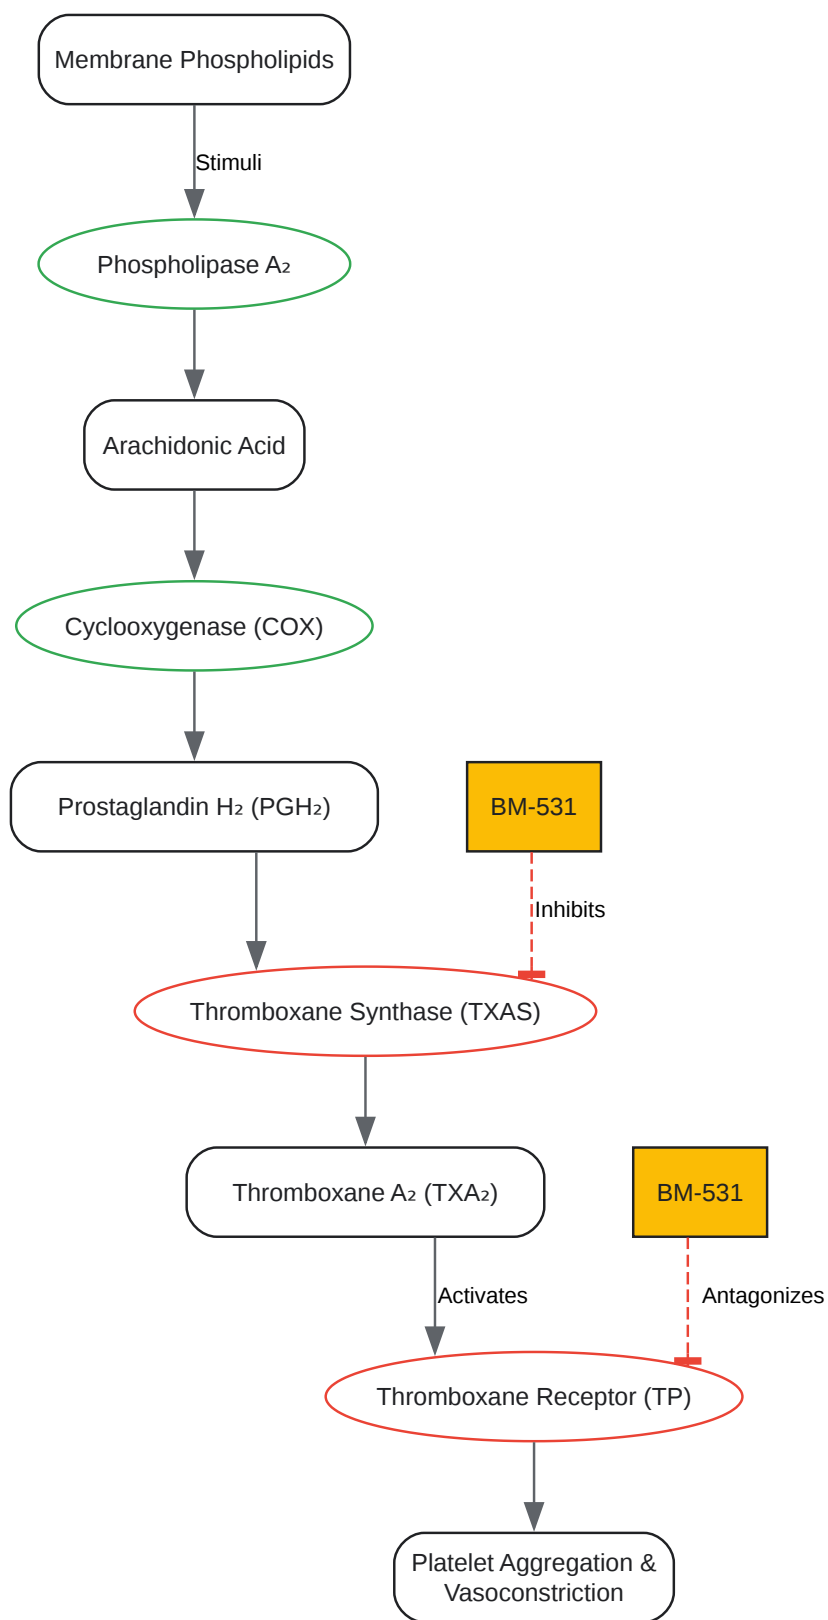 Membrane Phospholipids
Stimuli
Phospholipase A₂
Arachidonic Acid
Cyclooxygenase (COX)
Prostaglandin H₂ (PGH₂)
BM-531
Inhibits
Thromboxane Synthase (TXAS)
Thromboxane A₂ (TXA₂)
BM-531
Activates
Antagonizes
Thromboxane Receptor (TP)
Platelet Aggregation &
Vasoconstriction